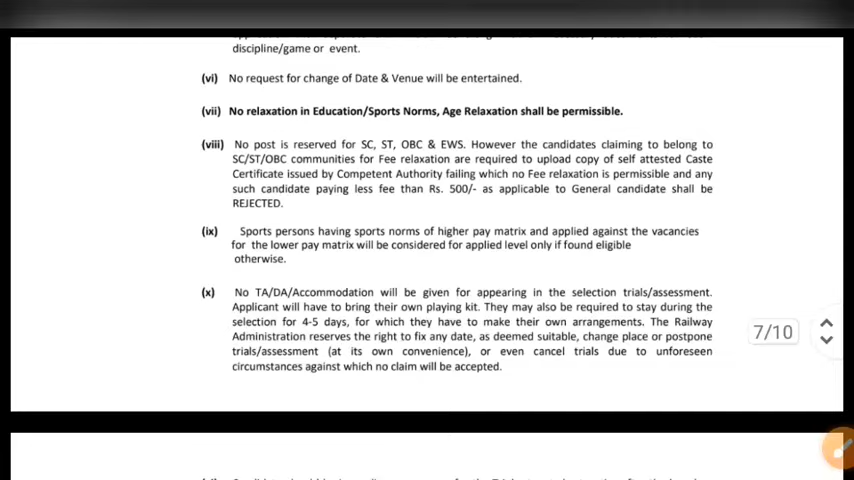 discipline/game or event.
(vi) No request for change of Date & Venue will be entertained.
(vii) No relaxation in Education/Sports Norms, Age Relaxation shall be permissible.
(viii) No post is reserved for SC, ST, OBC & EWS. However the candidates claiming to belong to
SC/ST/OBC communities for Fee relaxation are required to upload copy of self attested Caste
Certificate issued by Competent Authority failing which no Fee relaxation is permissible and any
such candidate paying less fee than Rs. 500/- as applicable to General candidate shall be
REJECTED.
(ix) Sports persons having sports norms of higher pay matrix and applied against the vacancies
for the lower pay matrix will be considered for applied level only if found eligible
otherwise.
(x) No TA/DA/Accommodation will be given for appearing in the selection trials/assessment.
Applicant will have to bring their own playing kit. They may also be required to stay during the
selection for 4-5 days, for which they have to make their own arrangements. The Railway
Administration reserves the right to fix any date, as deemed suitable, change place or postpone
trials/assessment (at its own convenience), or even cancel trials due to unforeseen
circumstances against which no claim will be accepted.
7/10